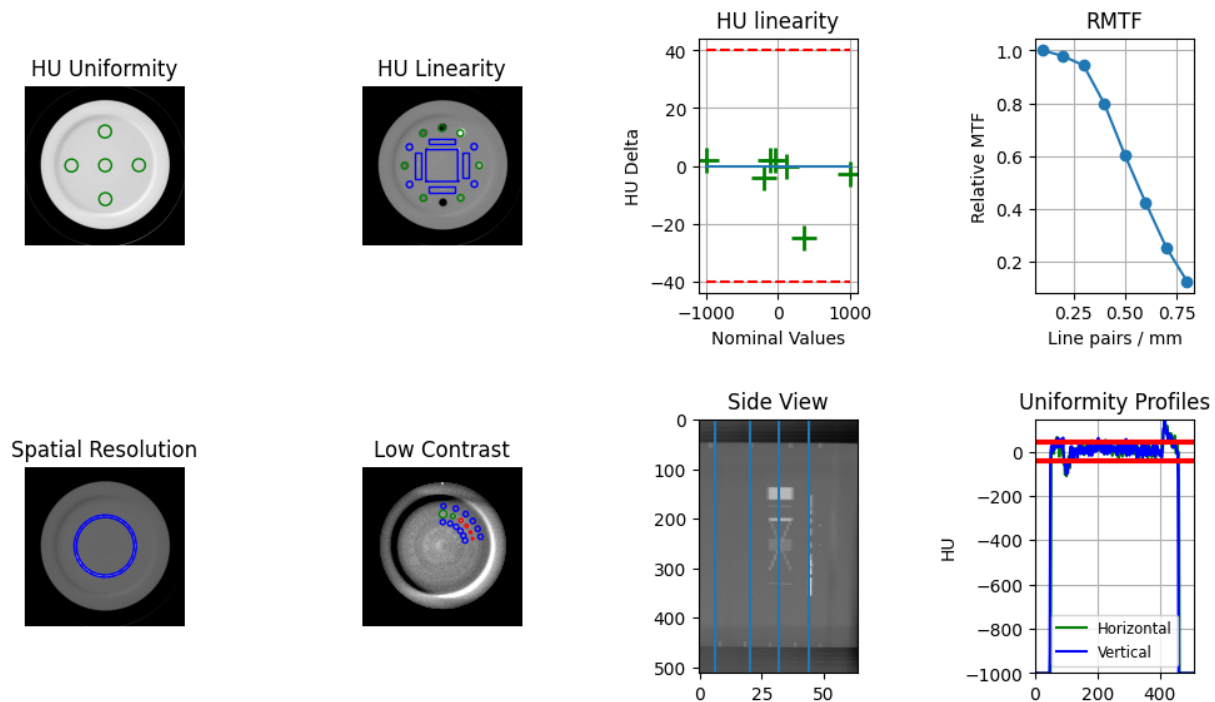 HU Uniformity
HU Linearity
HU linearity
40
20
0
−20
−40
HU Delta
−1000
0
1000
Nominal Values
RMTF
1.0
0.8
0.6
0.4
0.2
Relative MTF
0.25
0.50
0.75
Line pairs / mm
Spatial Resolution
Low Contrast
Side View
0
100
200
300
400
500
0
25
50
Uniformity Profiles
0
−200
−400
−600
−800
−1000
HU
Horizontal
Vertical
0
200
400